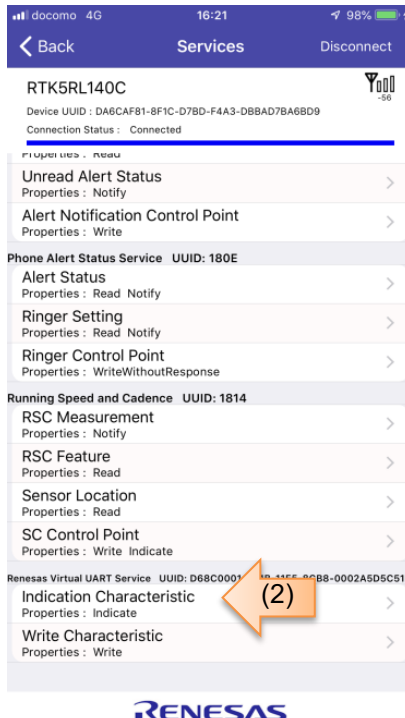 docomo 4G 16:21 98%
Back Services Disconnect
RTK5RL140C
-56
Device UUID : DA6CAF81-8F1C-D7BD-F4A3-DBBAD7BA6BD9
Connection Status : Connected
Properties : Read
Unread Alert Status
Properties : Notify
Alert Notification Control Point
Properties : Write
Phone Alert Status Service UUID: 180E
Alert Status
Properties : Read Notify
Ringer Setting
Properties : Read Notify
Ringer Control Point
Properties : WriteWithoutResponse
Running Speed and Cadence UUID: 1814
RSC Measurement
Properties : Notify
RSC Feature
Properties : Read
Sensor Location
Properties : Read
SC Control Point
Properties : Write Indicate
Renesas Virtual UART Service UUID: D68C0001-
Indication Characteristic
(2)
Properties : Indicate
Write Characteristic
Properties : Write
RENESAS